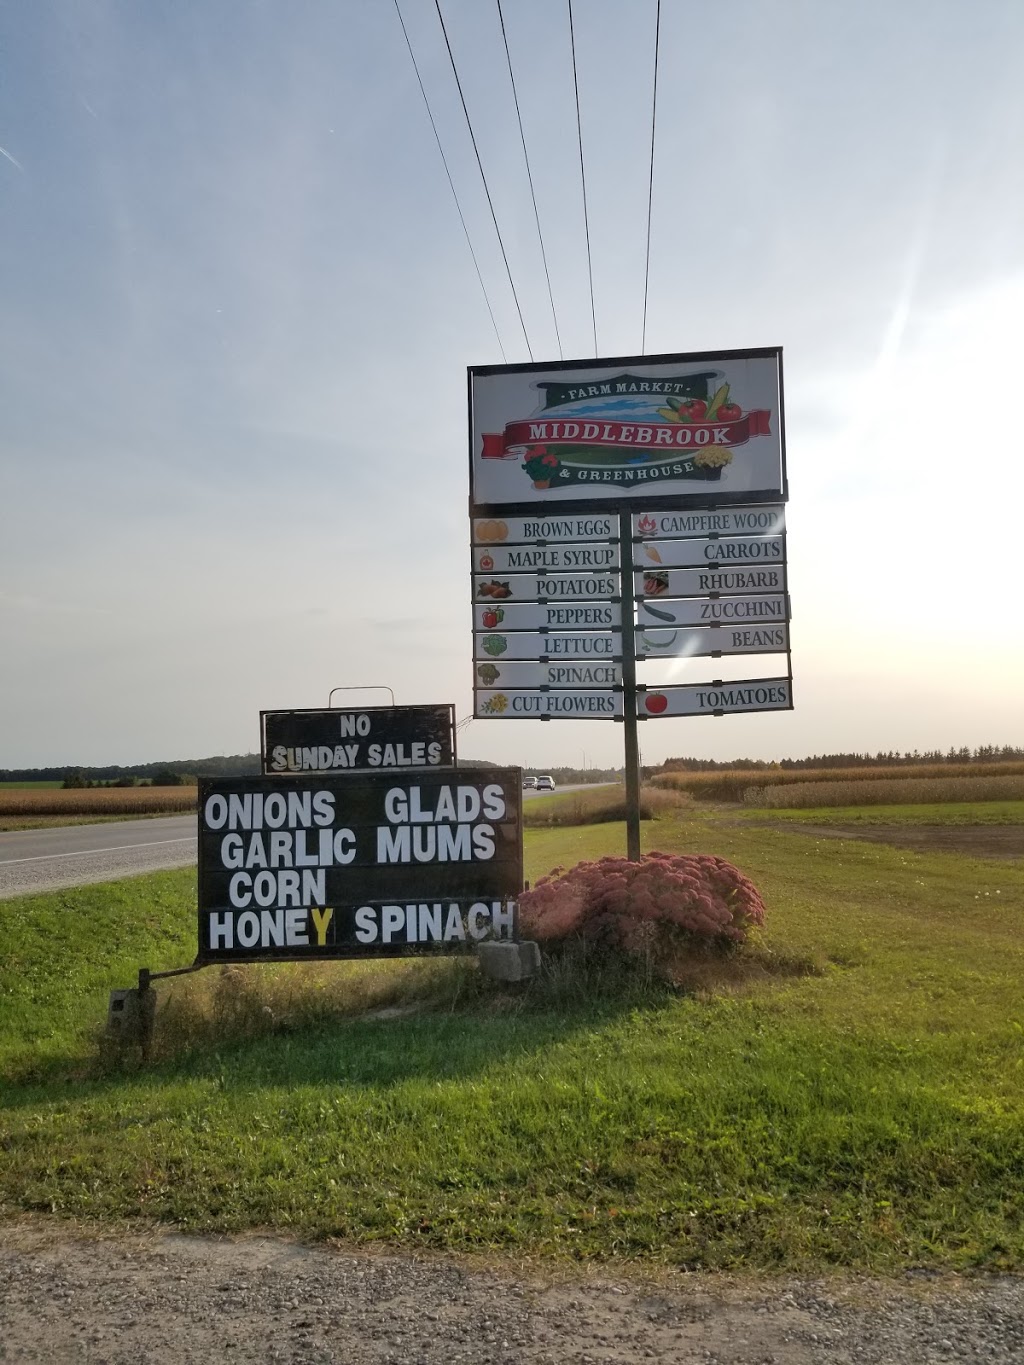 - FARM MARKET -
MIDDLEBROOK
& GREENHOUSE
BROWN EGGS
MAPLE SYRUP
POTATOES
PEPPERS
LETTUCE
SPINACH
CUT FLOWERS
CAMPFIRE WOOD
CARROTS
RHUBARB
ZUCCHINI
BEANS
TOMATOES
NO
SUNDAY SALES
ONIONS GLADS
GARLIC MUMS
CORN
HONEY SPINACH